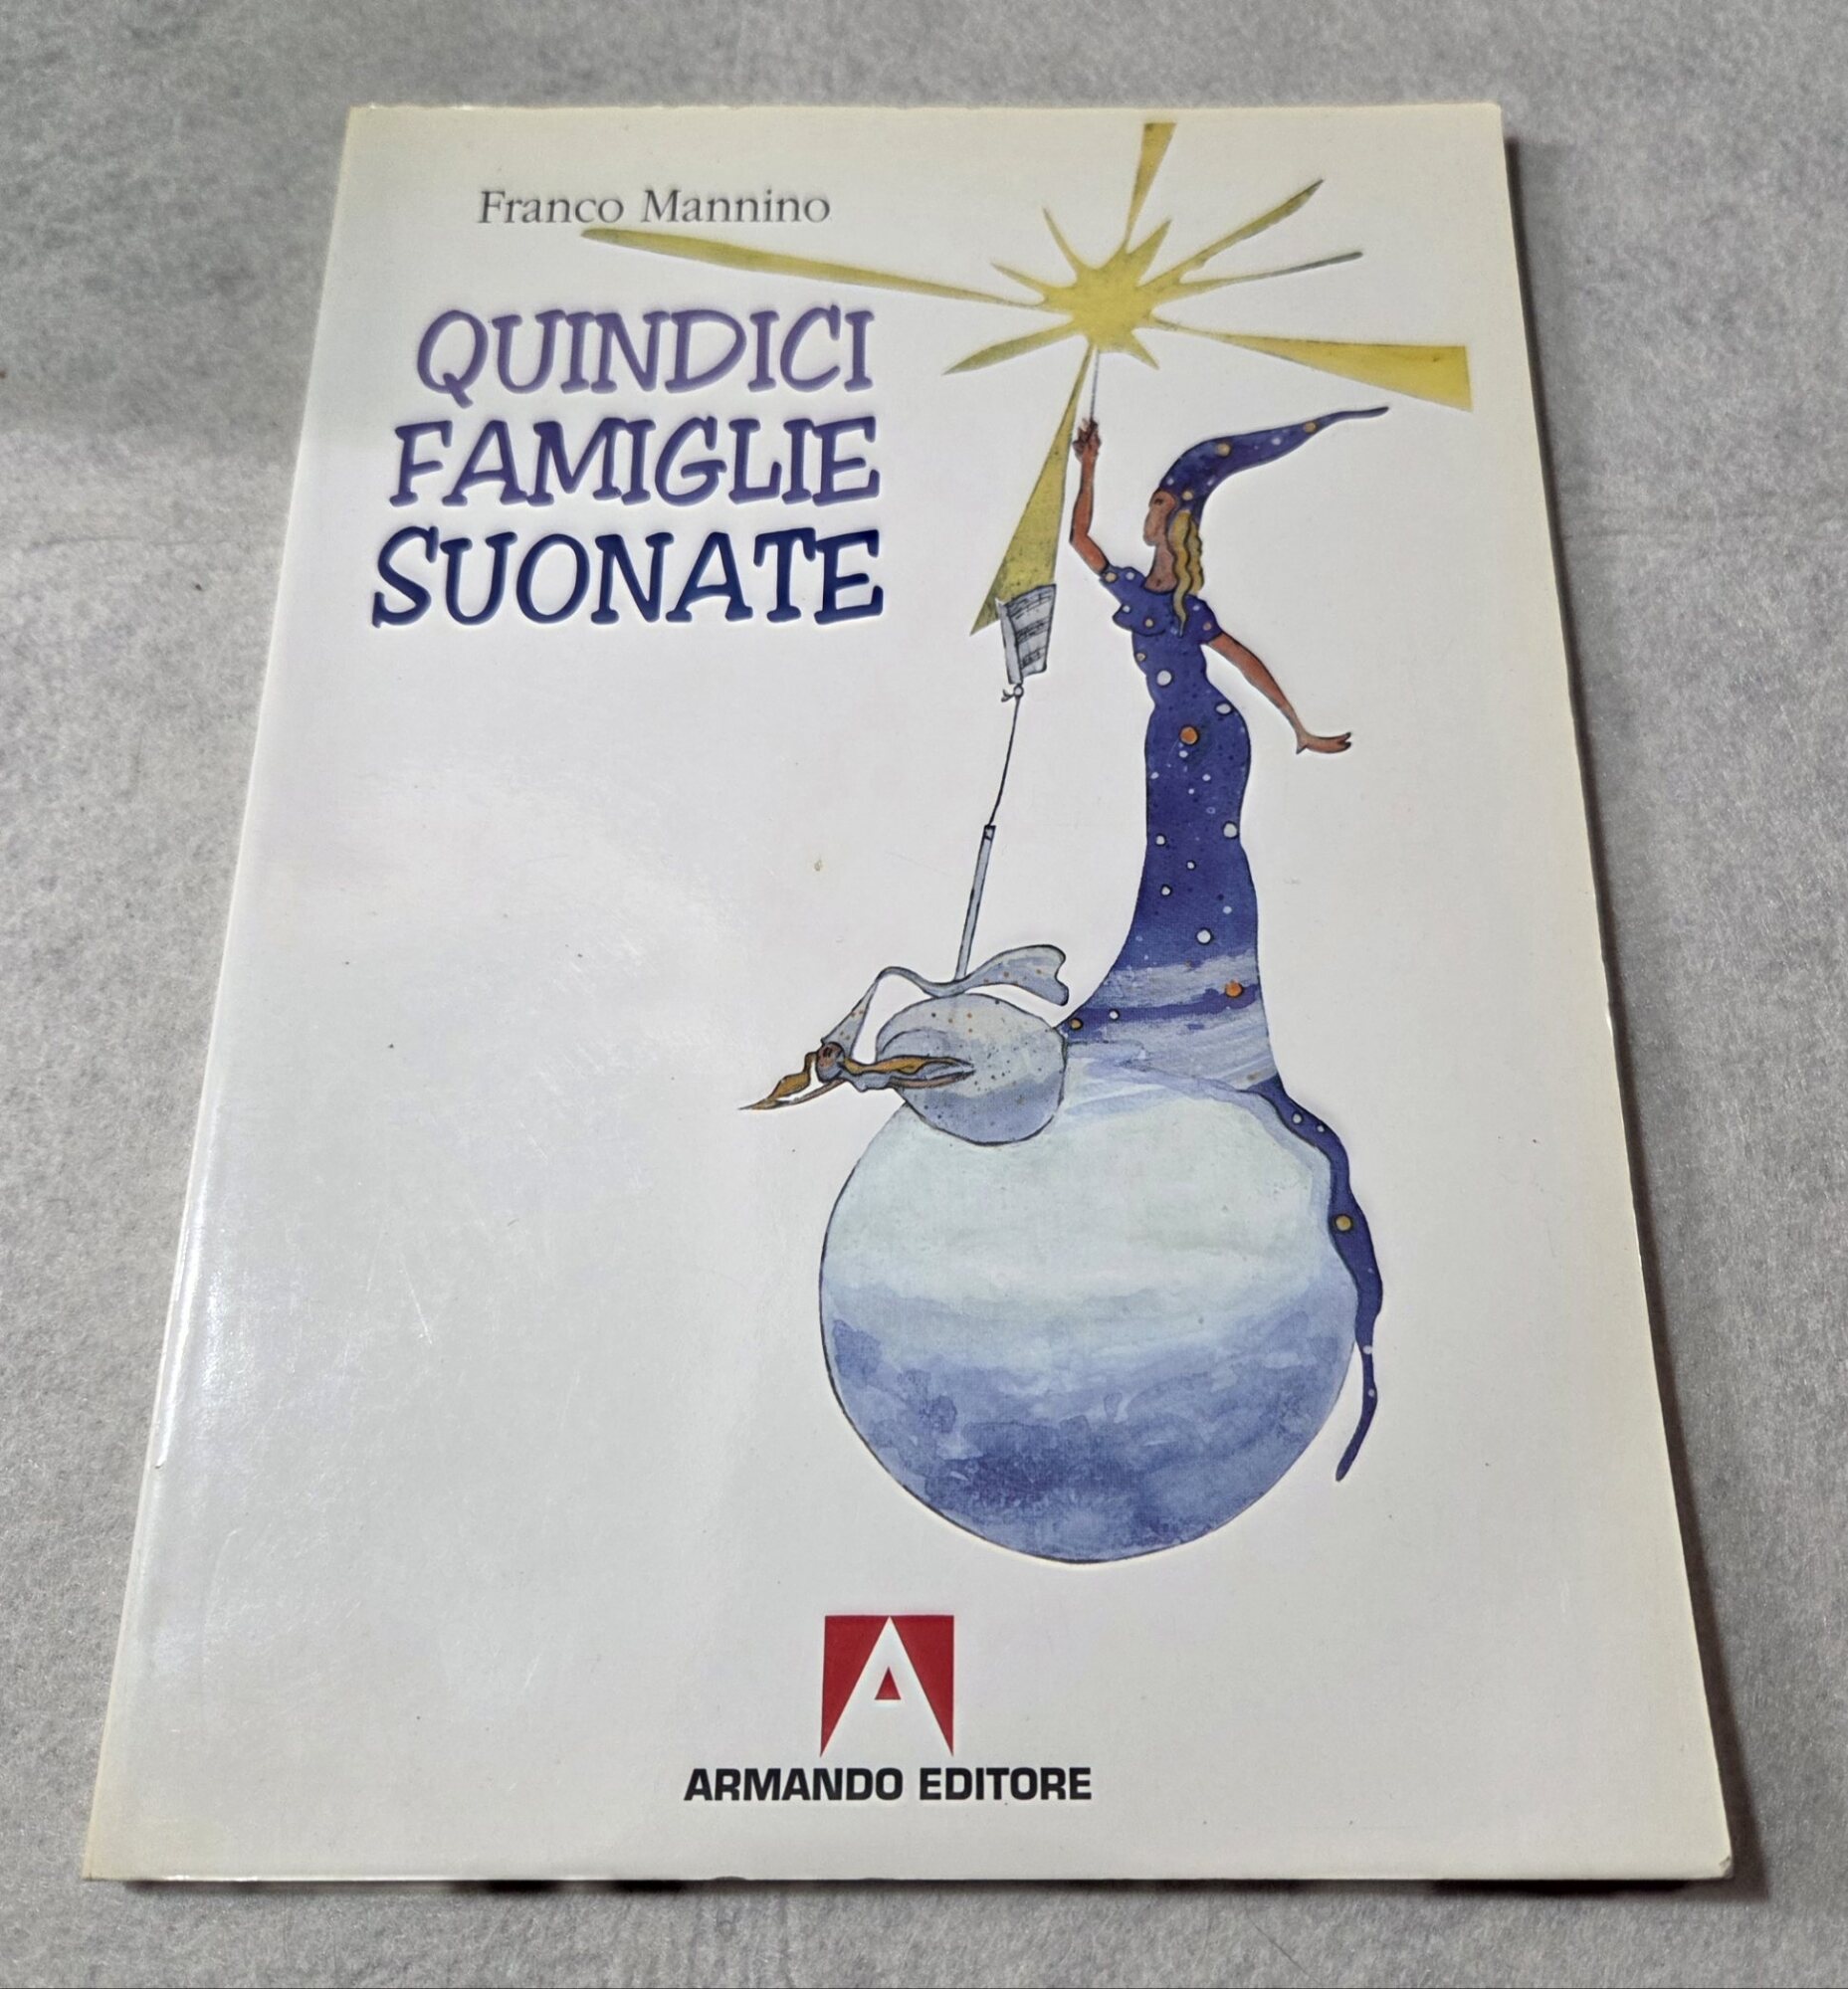 Franco Mannino
QUINDICI
FAMIGLIE
SUONATE
A
ARMANDO EDITORE